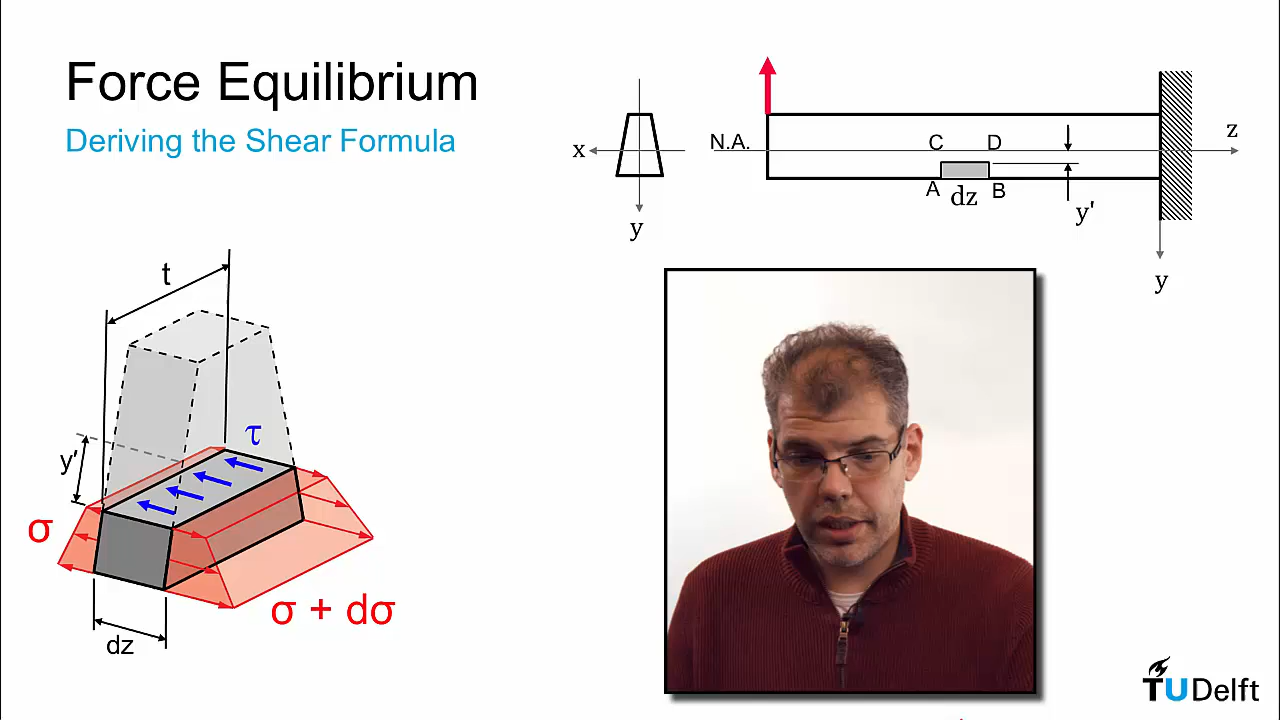 Force Equilibrium
Deriving the Shear Formula
x
y
N.A.
C
D
z
A
dz
B
y'
y
t
τ
y'
σ
σ + dσ
dz
TUDelft